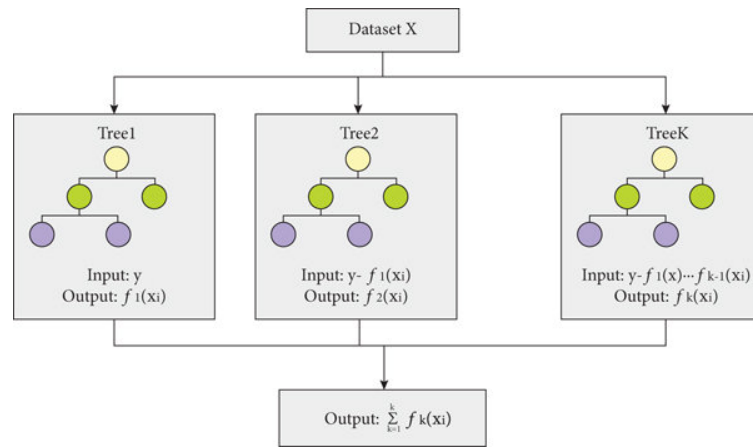 Dataset X
Tree1
Input: y
Output: f 1(xi)
Tree2
Input: y- f 1(xi)
Output: f 2(xi)
TreeK
Input: y- f 1(x)···f k-1(xi)
Output: f k(xi)
Output: ∑ k k=1 f k(xi)